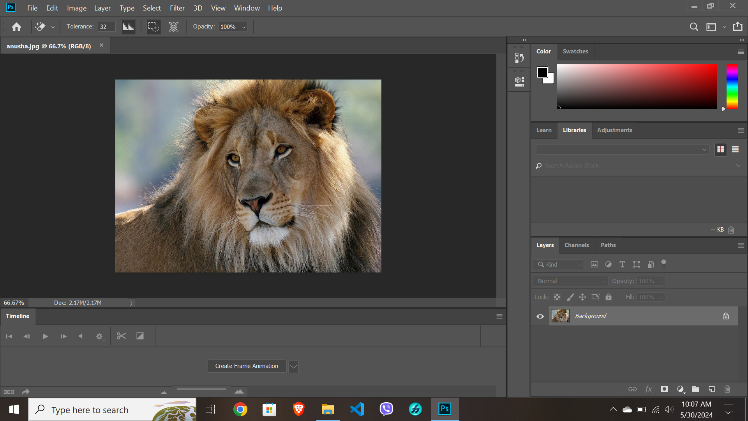 Ps File Edit Image Layer Type Select Filter 3D View Window Help
Tolerance: 32 Opacity: 100%
anusha.jpg @ 66.7% (RGB/8)
Color Swatches
Learn Libraries Adjustments
Search Adobe Stock
-- KB
Layers Channels Paths
Kind
Normal Opacity: 100%
Lock: Fill: 100%
Background
66.67% Doc: 2.17M/2.17M
Timeline
Create Frame Animation
Type here to search
Ps
10:07 AM
5/30/2024